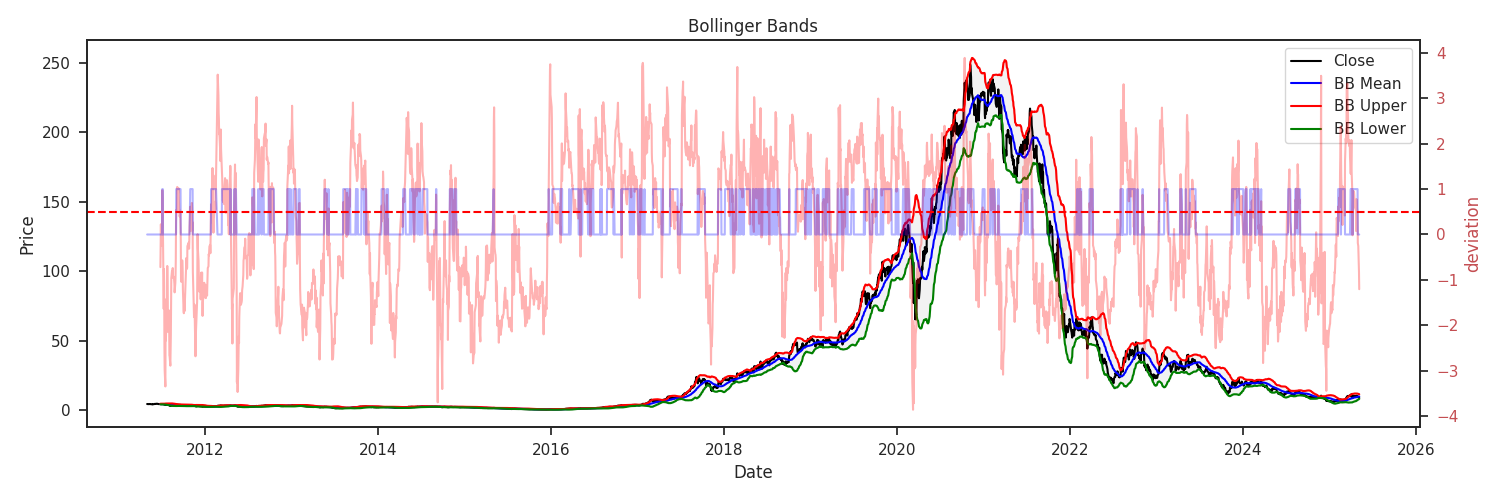 Bollinger Bands
250
200
150
100
50
0
Price
4
3
2
1
0
−1
−2
−3
−4
deviation
Close
BB Mean
BB Upper
BB Lower
2012
2014
2016
2018
2020
2022
2024
2026
Date